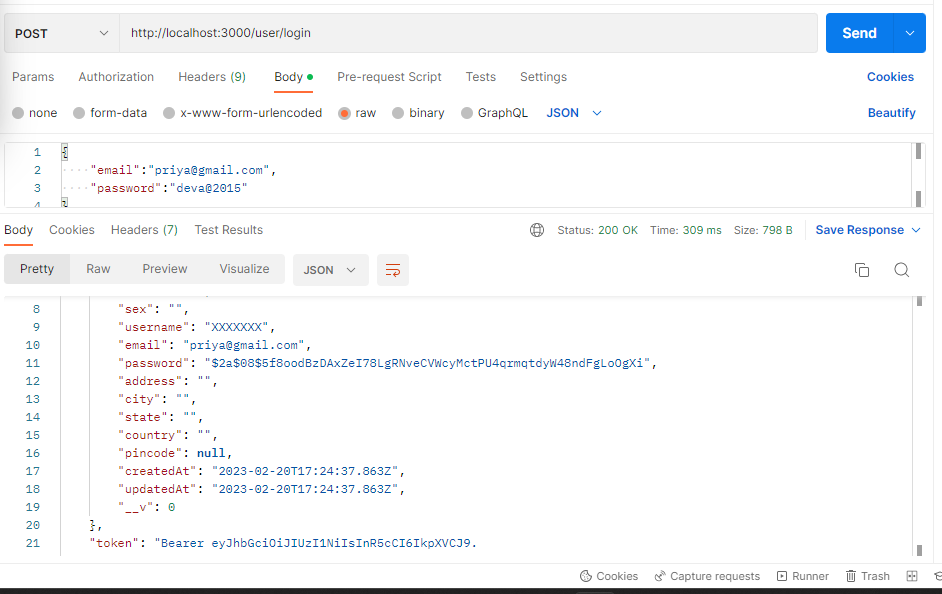 POST http://localhost:3000/user/login Send
Params Authorization Headers (9) Body Pre-request Script Tests Settings Cookies
none form-data x-www-form-urlencoded raw binary GraphQL JSON Beautify
1 {
2 ····"email":"priya@gmail.com",
3 ····"password":"deva@2015"
4 }
Body Cookies Headers (7) Test Results Status: 200 OK Time: 309 ms Size: 798 B Save Response
Pretty Raw Preview Visualize JSON
8 "sex": "",
9 "username": "XXXXXXX",
10 "email": "priya@gmail.com",
11 "password": "$2a$08$5f8oodBzDAxZeI78LgRNveCVWcyMctPU4qrmqtdyW48ndFgLoOgXi",
12 "address": "",
13 "city": "",
14 "state": "",
15 "country": "",
16 "pincode": null,
17 "createdAt": "2023-02-20T17:24:37.863Z",
18 "updatedAt": "2023-02-20T17:24:37.863Z",
19 "__v": 0
20 },
21 "token": "Bearer eyJhbGciOiJIUzI1NiIsInR5cCI6IkpXVCJ9.
Cookies Capture requests Runner Trash